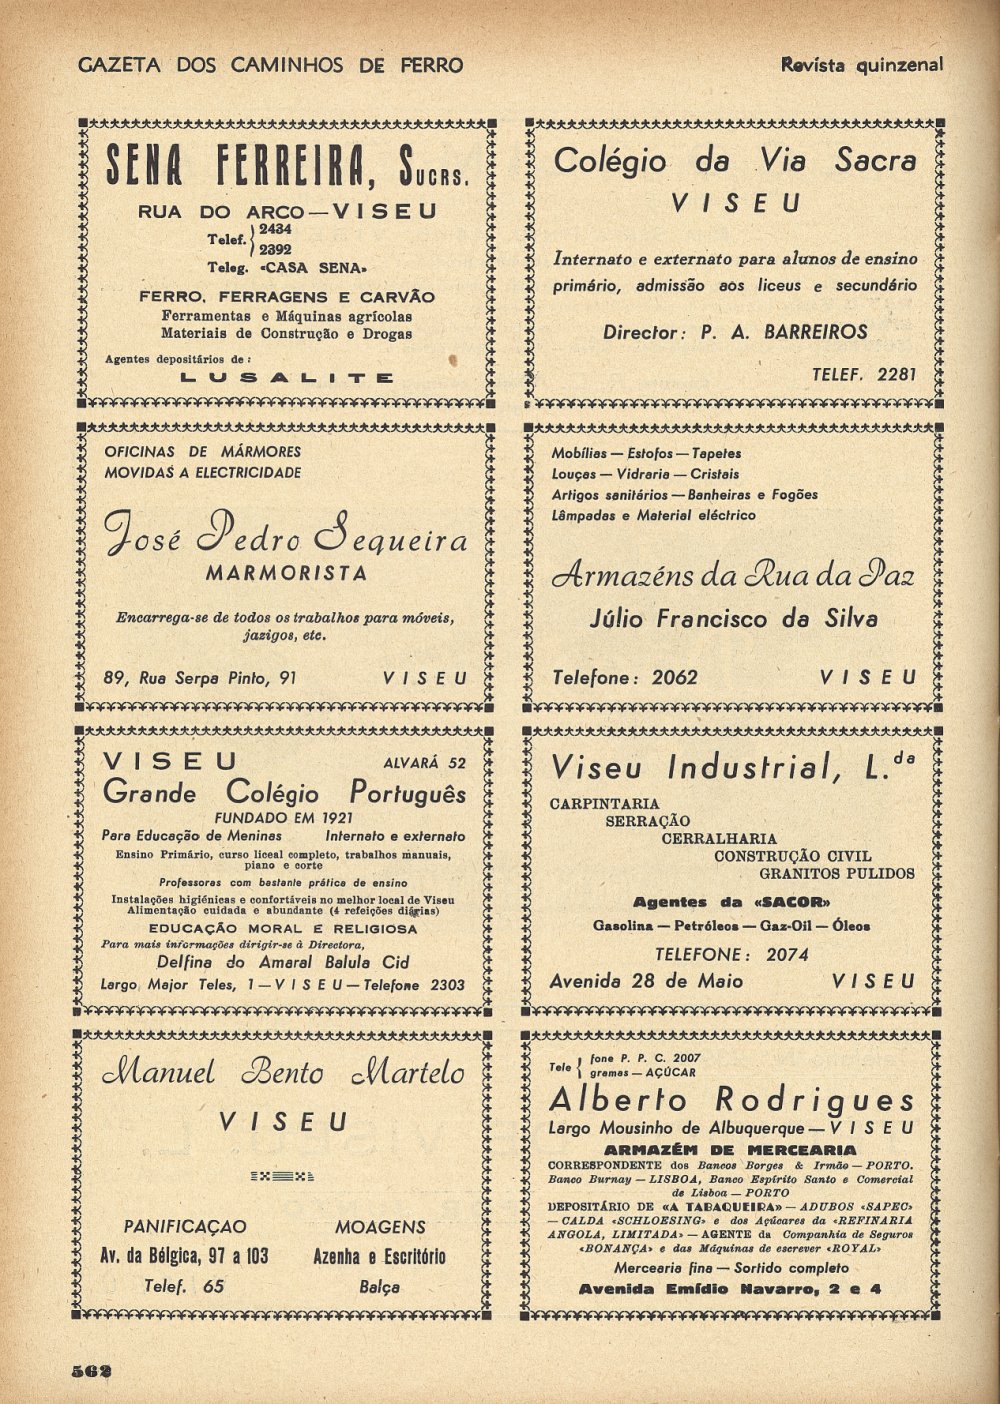 GAZETA DOS CAMINHOS DE FERRO
Revista quinzenal
SENA FERREIRA, SUCRS.
RUA DO ARCO — VISEU
Telef. { 2434
2392
Teleg. «CASA SENA»
FERRO, FERRAGENS E CARVÃO
Ferramentas e Máquinas agrícolas
Materiais de Construção e Drogas
Agentes depositários de:
LUSALITE
Colégio da Via Sacra
VISEU
Internato e externato para alunos de ensino
primário, admissão aos liceus e secundário
Director: P. A. BARREIROS
TELEF. 2281
OFICINAS DE MÁRMORES
MOVIDAS A ELECTRICIDADE
José Pedro Sequeira
MARMORISTA
Encarrega-se de todos os trabalhos para móveis,
jazigos, etc.
89, Rua Serpa Pinto, 91 VISEU
Mobílias — Estofos — Tapetes
Louças — Vidraria — Cristais
Artigos sanitários — Banheiras e Fogões
Lâmpadas e Material eléctrico
Armazéns da Rua da Paz
Júlio Francisco da Silva
Telefone: 2062 VISEU
VISEU ALVARÁ 52
Grande Colégio Português
FUNDADO EM 1921
Para Educação de Meninas Internato e externato
Ensino Primário, curso liceal completo, trabalhos manuais,
piano e corte
Professoras com bastante prática de ensino
Instalações higiénicas e confortáveis no melhor local de Viseu
Alimentação cuidada e abundante (4 refeições diárias)
EDUCAÇÃO MORAL E RELIGIOSA
Para mais informações dirigir-se à Directora,
Delfina do Amaral Balula Cid
Largo Major Teles, 1 — VISEU — Telefone 2303
Viseu Industrial, L.da
CARPINTARIA
SERRAÇÃO
CERRALHARIA
CONSTRUÇÃO CIVIL
GRANITOS PULIDOS
Agentes da «SACOR»
Gasolina — Petróleos — Gaz-Oil — Óleos
TELEFONE: 2074
Avenida 28 de Maio VISEU
Manuel Bento Martelo
VISEU
PANIFICAÇAO MOAGENS
Av. da Bélgica, 97 a 103 Azenha e Escritório
Telef. 65 Balça
Tele { fone P. P. C. 2007
gramas — AÇÚCAR
Alberto Rodrigues
Largo Mousinho de Albuquerque — VISEU
ARMAZÉM DE MERCEARIA
CORRESPONDENTE dos Bancos Borges & Irmão — PORTO.
Banco Burnay — LISBOA, Banco Espírito Santo e Comercial
de Lisboa — PORTO
DEPOSITÁRIO DE «A TABAQUEIRA» — ADUBOS «SAPEC»
— CALDA «SCHLOESING» e dos Açúcares da «REFINARIA
ANGOLA, LIMITADA» — AGENTE da Companhia de Seguros
«BONANÇA» e das Máquinas de escrever «ROYAL»
Mercearia fina — Sortido completo
Avenida Emídio Navarro, 2 e 4
562